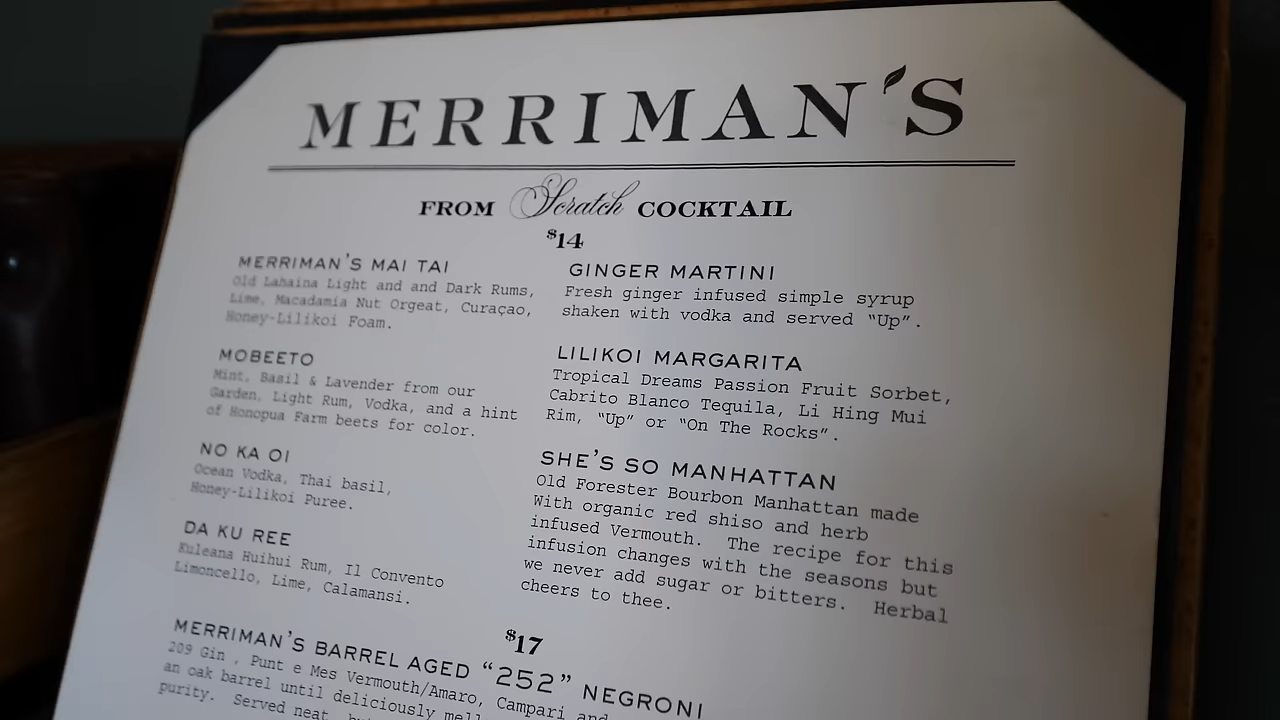 MERRIMAN'S
FROM Scratch COCKTAIL
$14
MERRIMAN'S MAI TAI
Old Lahaina Light and and Dark Rums,
Lime, Macadamia Nut Orgeat, Curaçao,
Honey-Lilikoi Foam.
MOBEETO
Mint, Basil & Lavender from our
Garden, Light Rum, Vodka, and a hint
of Honopua Farm beets for color.
NO KA OI
Ocean Vodka, Thai basil,
Honey-Lilikoi Puree.
DA KU REE
Kuleana Huihui Rum, Il Convento
Limoncello, Lime, Calamansi.
GINGER MARTINI
Fresh ginger infused simple syrup
shaken with vodka and served “Up”.
LILIKOI MARGARITA
Tropical Dreams Passion Fruit Sorbet,
Cabrito Blanco Tequila, Li Hing Mui
Rim, “Up” or “On The Rocks”.
SHE'S SO MANHATTAN
Old Forester Bourbon Manhattan made
With organic red shiso and herb
infused Vermouth. The recipe for this
infusion changes with the seasons but
we never add sugar or bitters. Herbal
cheers to thee.
$17
MERRIMAN'S BARREL AGED “252” NEGRONI
209 Gin , Punt e Mes Vermouth/Amaro, Campari and
an oak barrel until deliciously
purity. Served neat,